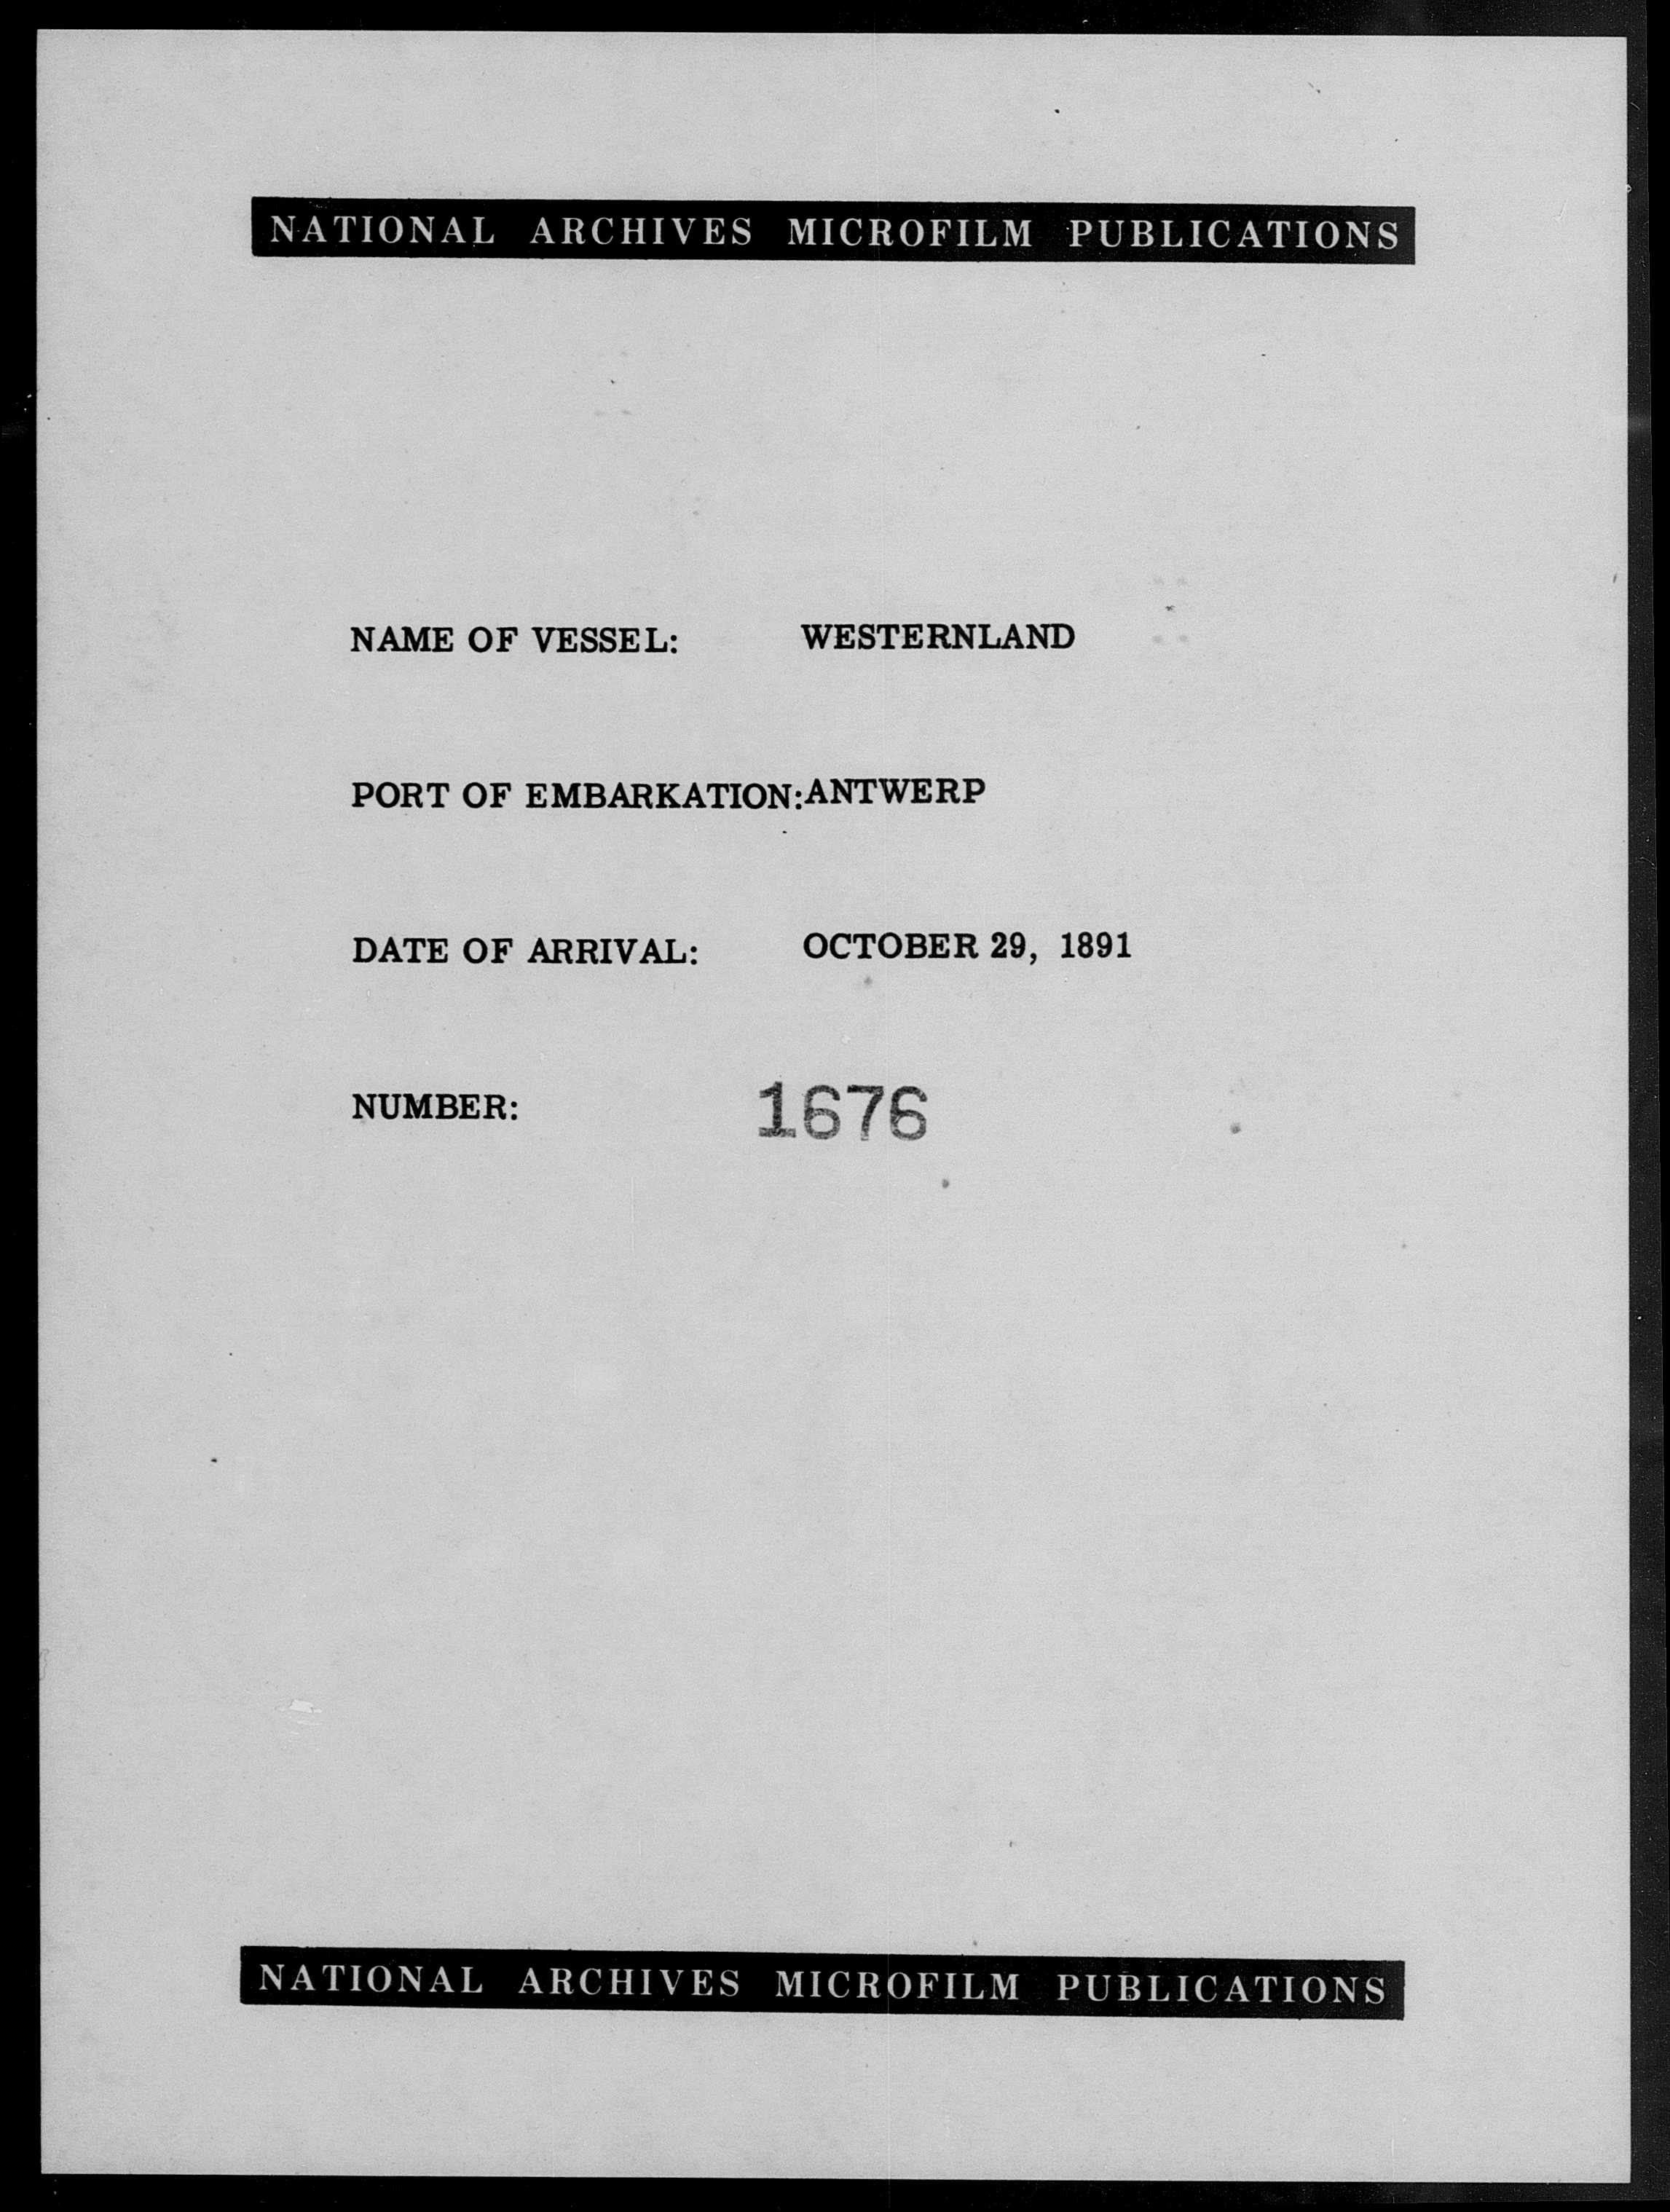 NATIONAL ARCHIVES MICROFILM PUBLICATIONS
NAME OF VESSEL: WESTERNLAND
PORT OF EMBARKATION: ANTWERP
DATE OF ARRIVAL: OCTOBER 29, 1891
NUMBER: 1676
NATIONAL ARCHIVES MICROFILM PUBLICATIONS